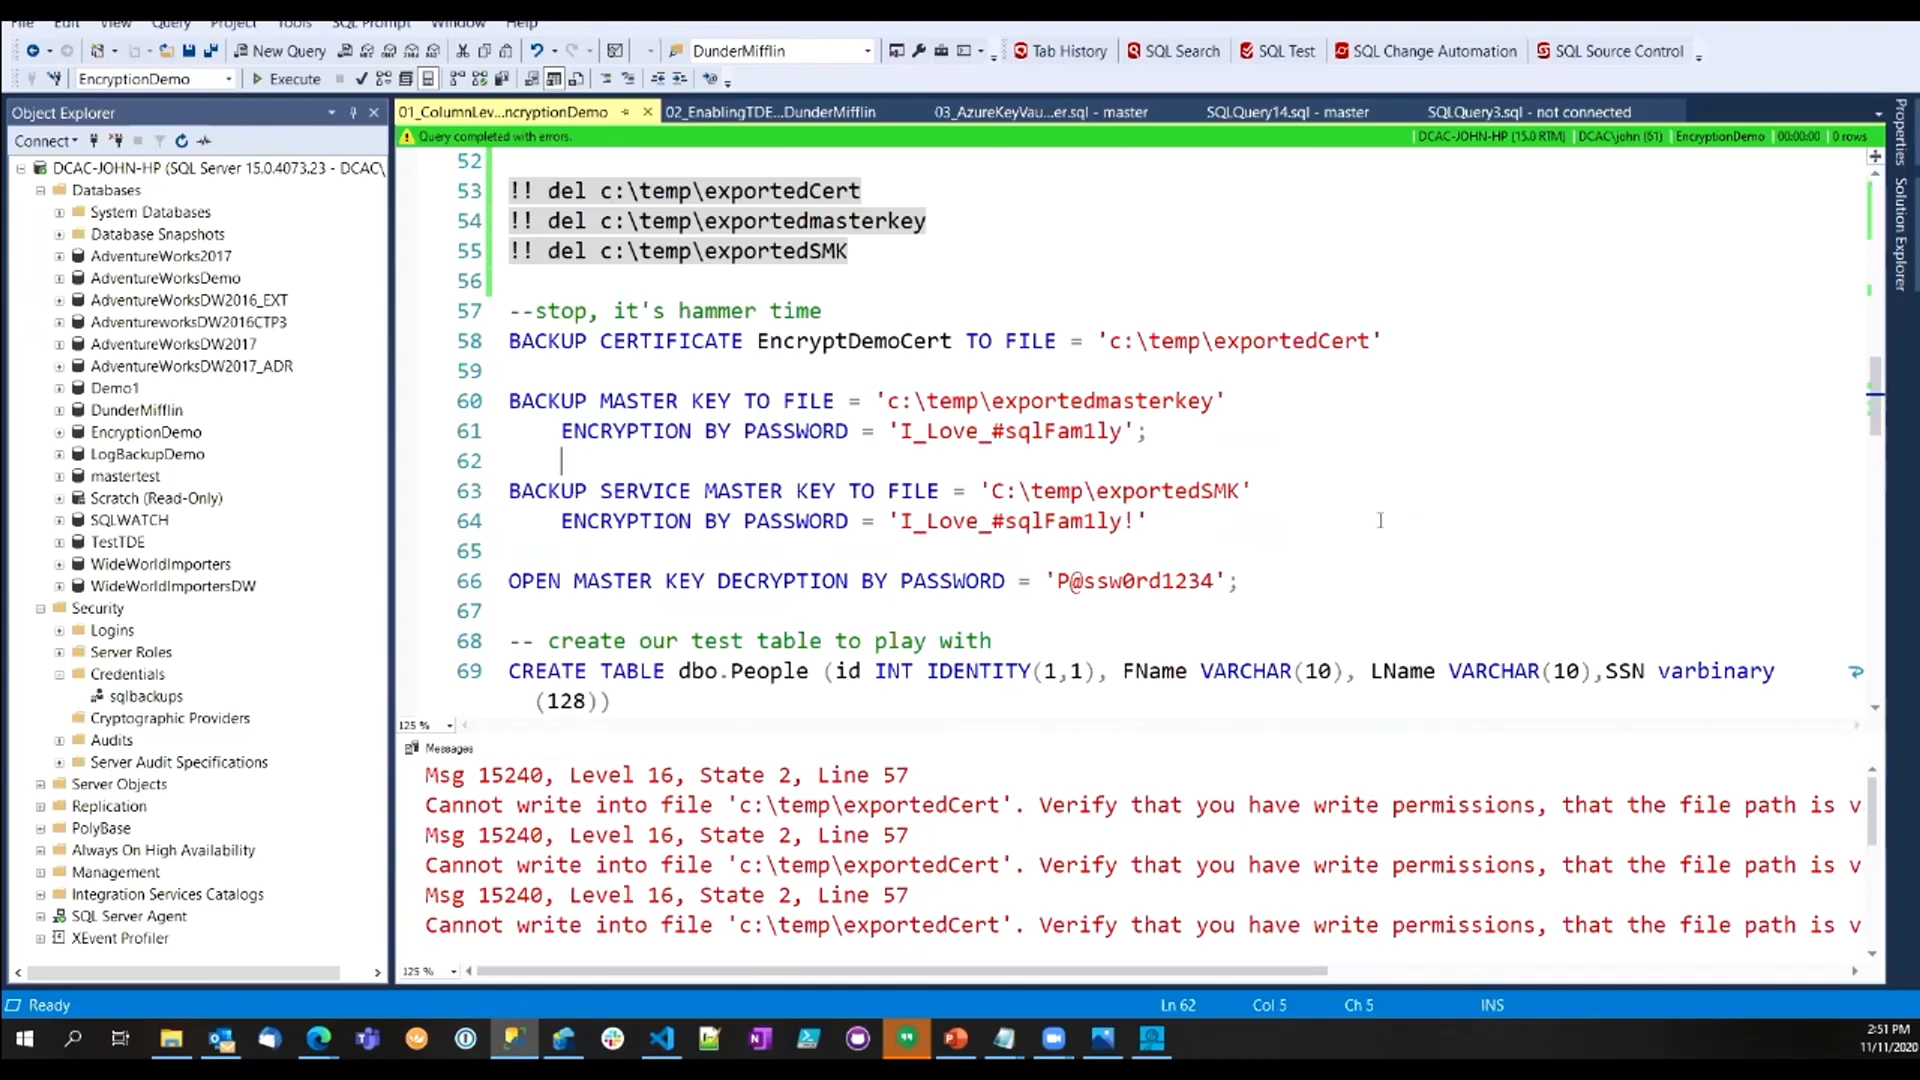 File Edit View Query Project Tools SQL Prompt Window Help
New Query DunderMifflin Tab History SQL Search SQL Test SQL Change Automation SQL Source Control
EncryptionDemo Execute
Object Explorer
Connect
DCAC-JOHN-HP (SQL Server 15.0.4073.23 - DCAC\
Databases
System Databases
Database Snapshots
AdventureWorks2017
AdventureWorksDemo
AdventureWorksDW2016_EXT
AdventureworksDW2016CTP3
AdventureWorksDW2017
AdventureWorksDW2017_ADR
Demo1
DunderMifflin
EncryptionDemo
LogBackupDemo
mastertest
Scratch (Read-Only)
SQLWATCH
TestTDE
WideWorldImporters
WideWorldImportersDW
Security
Logins
Server Roles
Credentials
sqlbackups
Cryptographic Providers
Audits
Server Audit Specifications
Server Objects
Replication
PolyBase
Always On High Availability
Management
Integration Services Catalogs
SQL Server Agent
XEvent Profiler
01_ColumnLev...ncryptionDemo 02_EnablingTDE...DunderMifflin 03_AzureKeyVau...er.sql - master SQLQuery14.sql - master SQLQuery3.sql - not connected
Query completed with errors. DCAC-JOHN-HP (15.0 RTM) DCAC\john (61) EncryptionDemo 00:00:00 0 rows
52
53 !! del c:\temp\exportedCert
54 !! del c:\temp\exportedmasterkey
55 !! del c:\temp\exportedSMK
56
57 --stop, it's hammer time
58 BACKUP CERTIFICATE EncryptDemoCert TO FILE = 'c:\temp\exportedCert'
59
60 BACKUP MASTER KEY TO FILE = 'c:\temp\exportedmasterkey'
61 ENCRYPTION BY PASSWORD = 'I_Love_#sqlFam1ly';
62
63 BACKUP SERVICE MASTER KEY TO FILE = 'C:\temp\exportedSMK'
64 ENCRYPTION BY PASSWORD = 'I_Love_#sqlFam1ly!'
65
66 OPEN MASTER KEY DECRYPTION BY PASSWORD = 'P@ssw0rd1234';
67
68 -- create our test table to play with
69 CREATE TABLE dbo.People (id INT IDENTITY(1,1), FName VARCHAR(10), LName VARCHAR(10),SSN varbinary
(128))
125 %
Messages
Msg 15240, Level 16, State 2, Line 57
Cannot write into file 'c:\temp\exportedCert'. Verify that you have write permissions, that the file path is v
Msg 15240, Level 16, State 2, Line 57
Cannot write into file 'c:\temp\exportedCert'. Verify that you have write permissions, that the file path is v
Msg 15240, Level 16, State 2, Line 57
Cannot write into file 'c:\temp\exportedCert'. Verify that you have write permissions, that the file path is v
125 %
Properties
Solution Explorer
Ready Ln 62 Col 5 Ch 5 INS
2:51 PM
11/11/2020